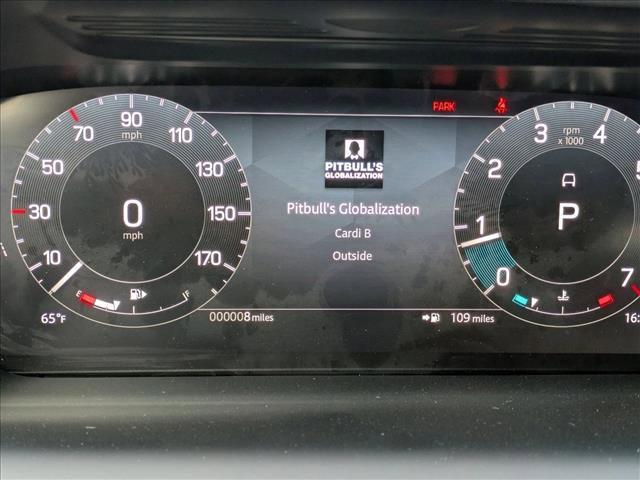 PARK
30
50
70
90
mph
110
130
150
170
10
0
mph
E
F
PITBULL'S
GLOBALIZATION
Pitbull's Globalization
Cardi B
Outside
0
1
2
3
4
7
rpm
x 1000
A
P
65°F
000008 miles
109 miles
16: